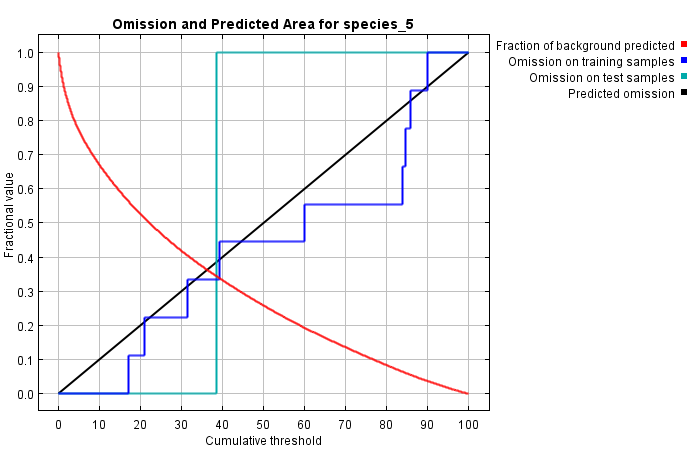 Omission and Predicted Area for species_5
Fraction of background predicted
Omission on training samples
Omission on test samples
Predicted omission
Fractional value
1.0
0.9
0.8
0.7
0.6
0.5
0.4
0.3
0.2
0.1
0.0
0 10 20 30 40 50 60 70 80 90 100
Cumulative threshold